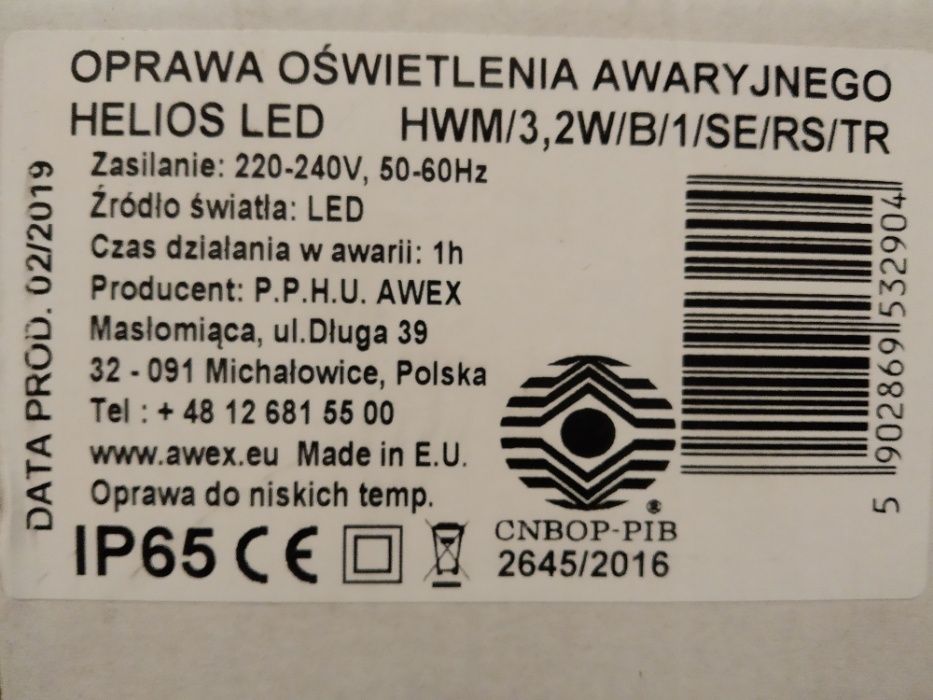 OPRAWA OŚWIETLENIA AWARYJNEGO
HELIOS LED HWM/3,2W/B/1/SE/RS/TR
Zasilanie: 220-240V, 50-60Hz
Źródło światła: LED
Czas działania w awarii: 1h
Producent: P.P.H.U. AWEX
Masłomiąca, ul.Długa 39
32 - 091 Michałowice, Polska
Tel : + 48 12 681 55 00
www.awex.eu Made in E.U.
Oprawa do niskich temp.
IP65 CE
DATA PROD. 02/2019
®
CNBOP-PIB
2645/2016
5 902869 532904